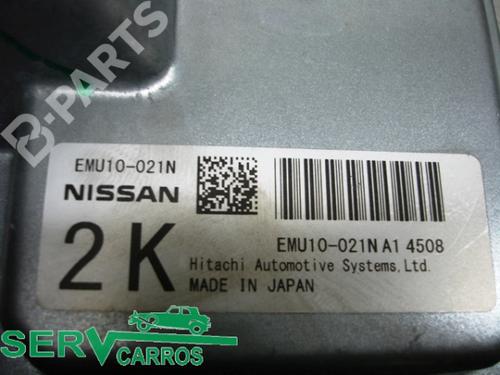 B-PARTS
EMU10-021N
NISSAN
2K
EMU10-021N A1 4508
Hitachi Automotive Systems, Ltd.
MADE IN JAPAN
SERV
CARROS